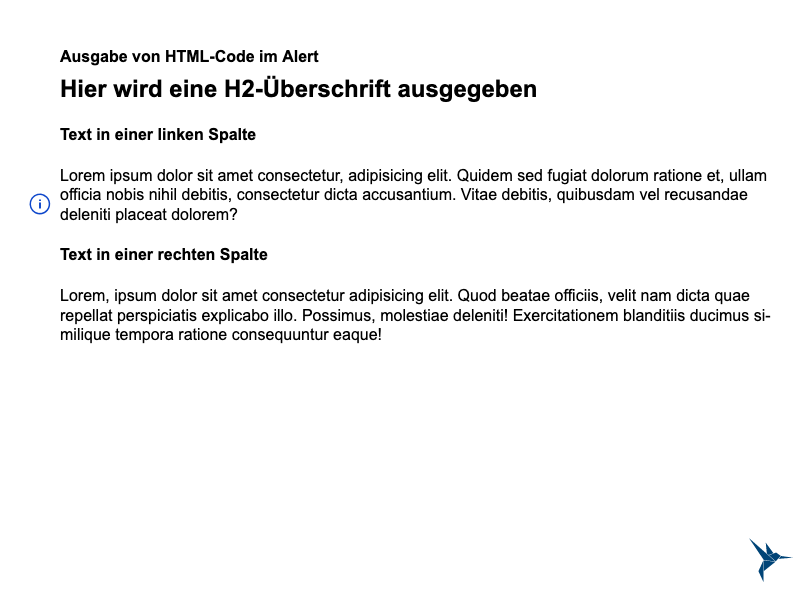 Ausgabe von HTML-Code im Alert
Hier wird eine H2-Überschrift ausgegeben
Text in einer linken Spalte
Lorem ipsum dolor sit amet consectetur, adipisicing elit. Quidem sed fugiat dolorum ratione et, ullam
officia nobis nihil debitis, consectetur dicta accusantium. Vitae debitis, quibusdam vel recusandae
deleniti placeat dolorem?
Text in einer rechten Spalte
Lorem, ipsum dolor sit amet consectetur adipisicing elit. Quod beatae officiis, velit nam dicta quae
repellat perspiciatis explicabo illo. Possimus, molestiae deleniti! Exercitationem blanditiis ducimus si-
milique tempora ratione consequuntur eaque!